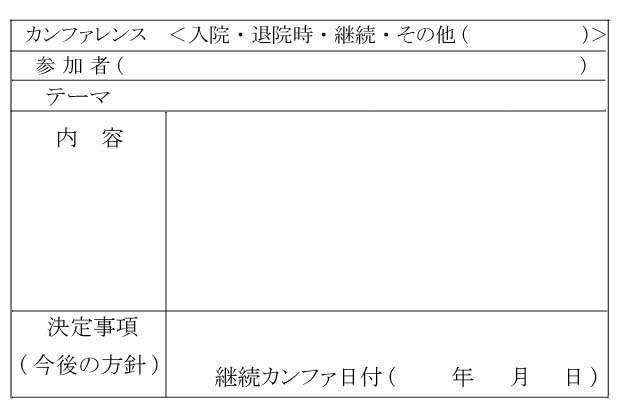 カンファレンス ＜入院・退院時・継続・その他（ ）＞
参加者（ ）
テーマ
内 容
決定事項
（今後の方針）
継続カンファ日付（ 年 月 日）